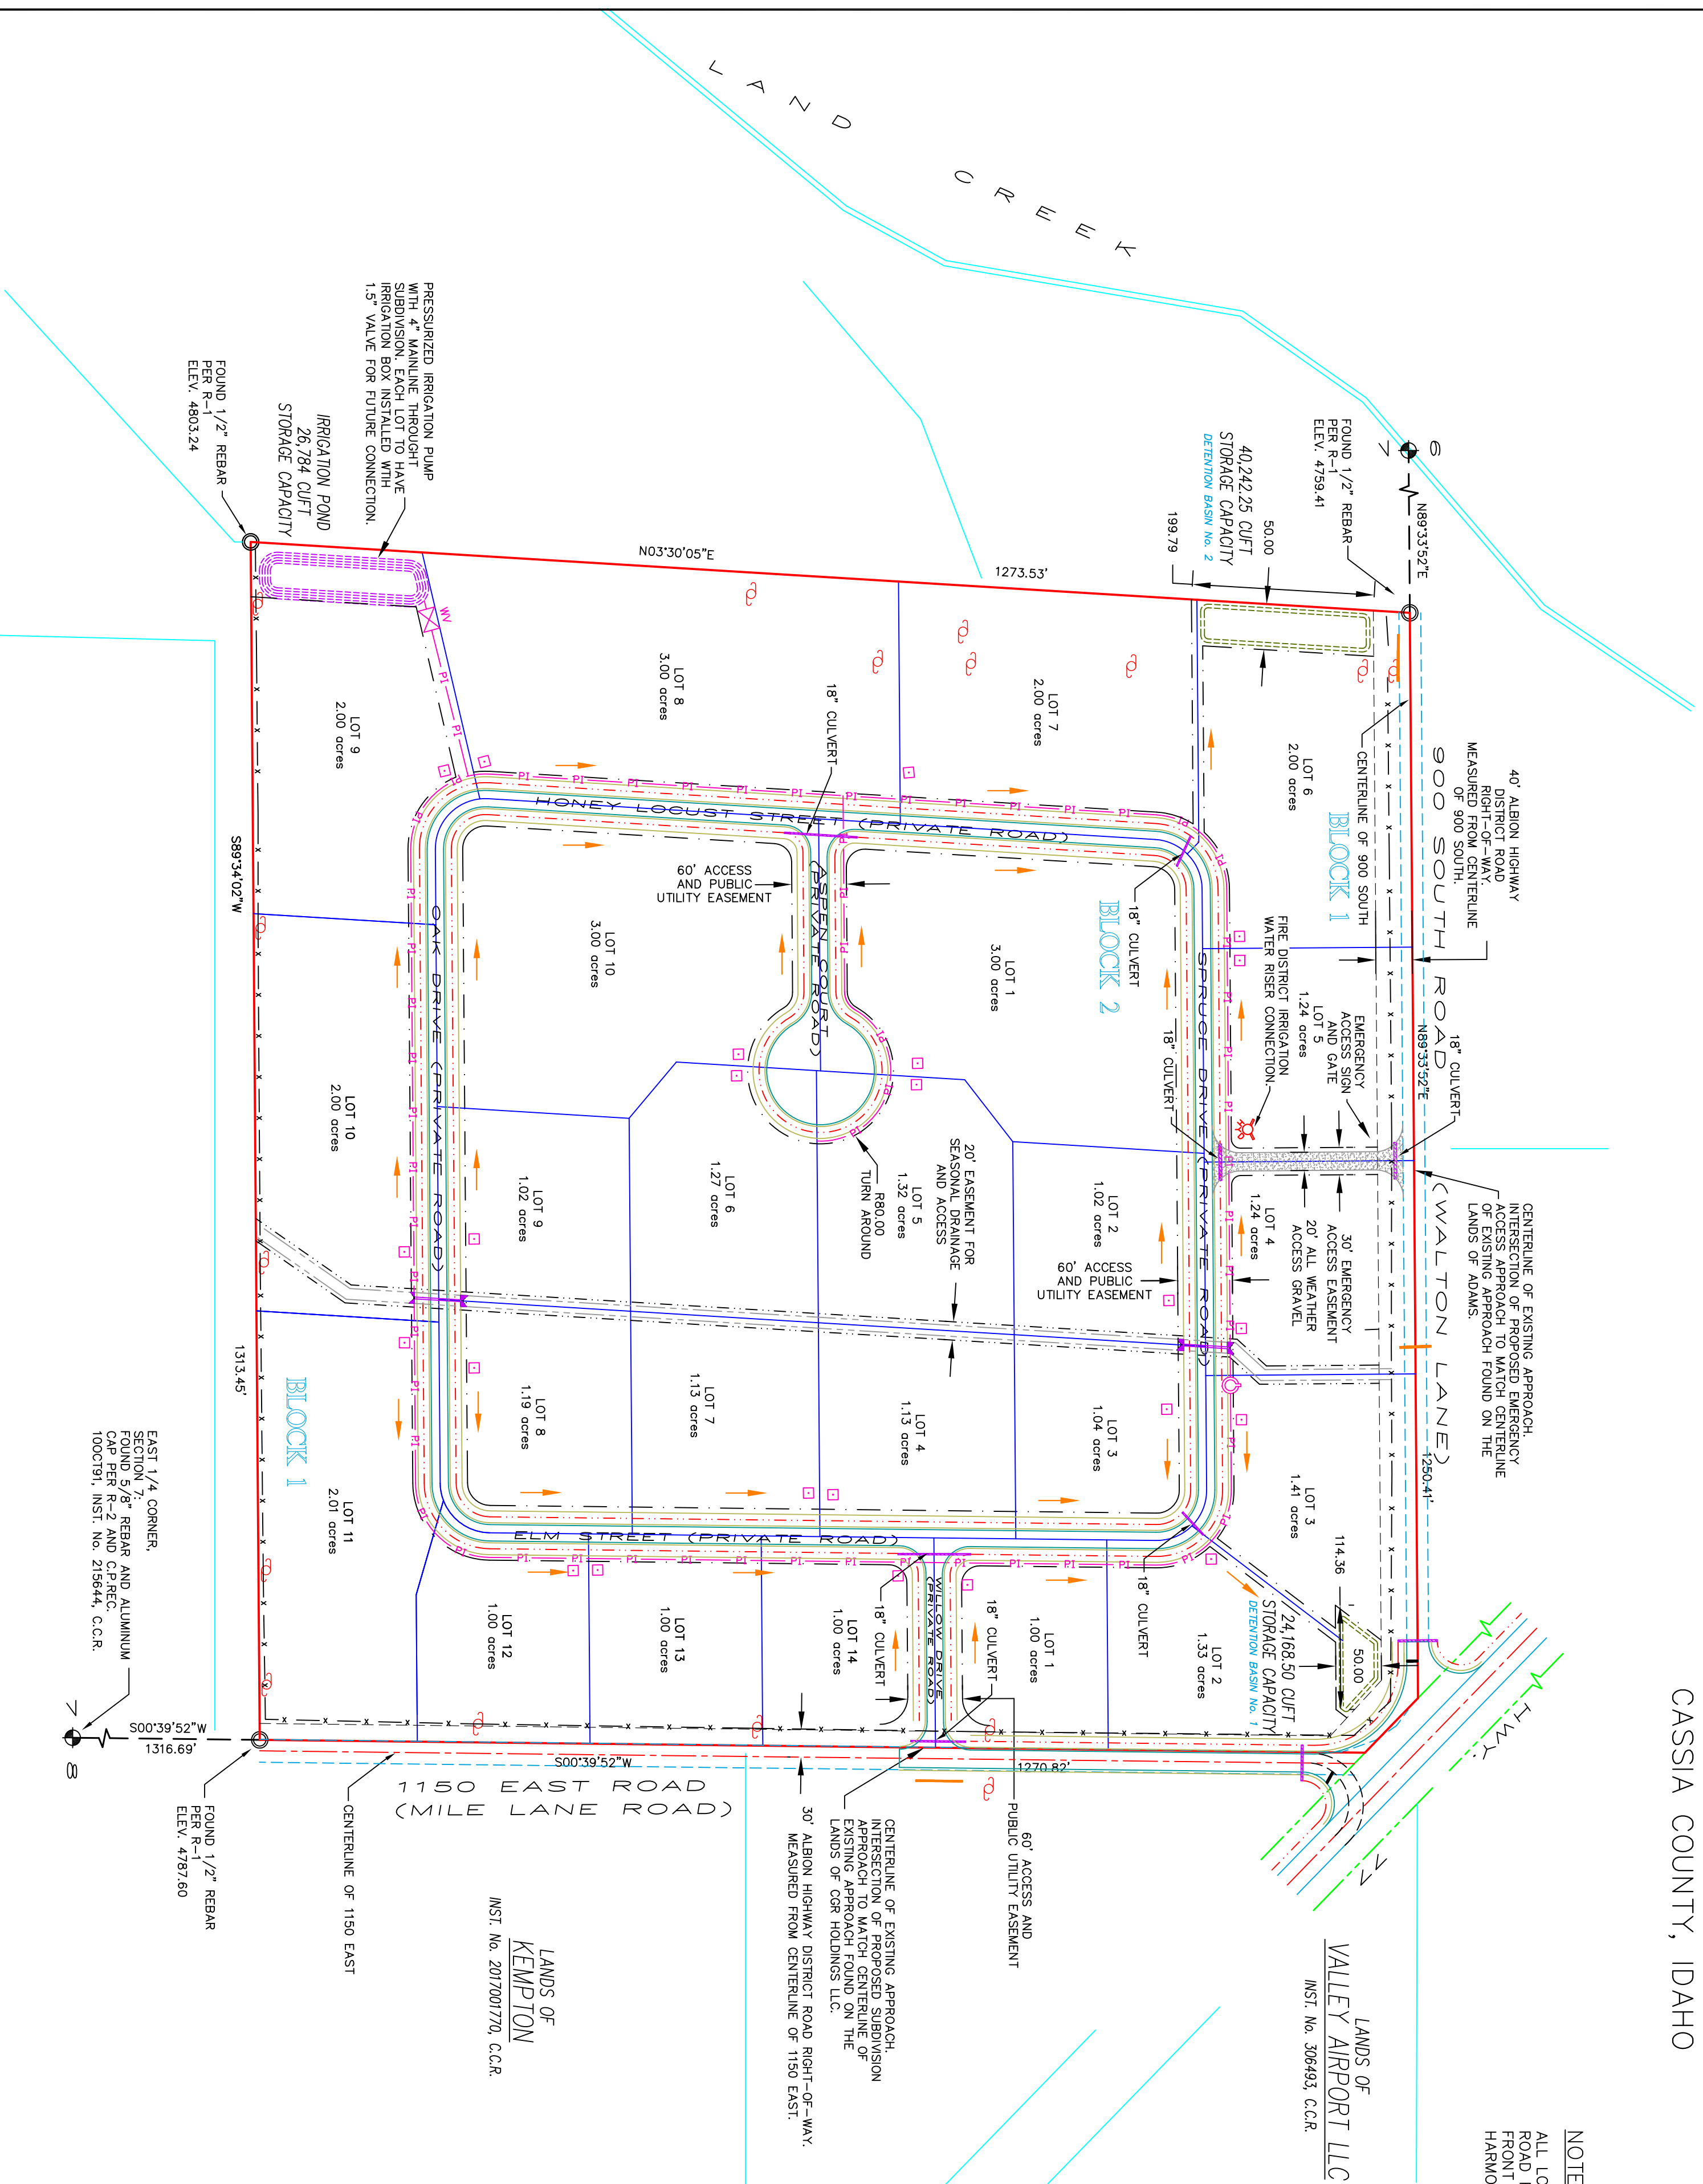 CASSIA COUNTY, IDAHO
NOTE
ALL LO
ROAD
FRONT
HARMO
LAND CREEK
6
7
N89°33'52"E
FOUND 1/2" REBAR
PER R-1
ELEV. 4759.41
40' ALBION HIGHWAY
DISTRICT ROAD
RIGHT-OF-WAY.
MEASURED FROM CENTERLINE
OF 900 SOUTH.
900 SOUTH ROAD (WALTON LANE)
CENTERLINE OF 900 SOUTH
N89°33'52"E
1250.41'
18" CULVERT
CENTERLINE OF EXISTING APPROACH.
INTERSECTION OF PROPOSED EMERGENCY
ACCESS APPROACH TO MATCH CENTERLINE
OF EXISTING APPROACH FOUND ON THE
LANDS OF ADAMS.
HWY.
77
LANDS OF
VALLEY AIRPORT LLC
INST. No. 306493, C.C.R.
50.00
199.79
40,242.25 CUFT
STORAGE CAPACITY
DETENTION BASIN No. 2
BLOCK 1
LOT 6
2.00 acres
EMERGENCY
ACCESS SIGN
AND GATE
LOT 5
1.24 acres
FIRE DISTRICT IRRIGATION
WATER RISER CONNECTION.
30' EMERGENCY
ACCESS EASEMENT
20' ALL WEATHER
ACCESS GRAVEL
LOT 4
1.24 acres
LOT 3
1.41 acres
114.36
50.00
24,168.50 CUFT
STORAGE CAPACITY
DETENTION BASIN No. 1
LOT 2
1.33 acres
18" CULVERT
SPRUCE DRIVE (PRIVATE ROAD)
18" CULVERT
18" CULVERT
BLOCK 2
60' ACCESS
AND PUBLIC
UTILITY EASEMENT
N03°30'05"E
1273.53'
LOT 7
2.00 acres
LOT 8
3.00 acres
18" CULVERT
HONEY LOCUST STREET (PRIVATE ROAD)
LOT 1
3.00 acres
LOT 2
1.02 acres
LOT 3
1.04 acres
60' ACCESS
AND PUBLIC
UTILITY EASEMENT
ASPEN COURT
(PRIVATE ROAD)
R80.00
TURN AROUND
20' EASEMENT FOR
SEASONAL DRAINAGE
AND ACCESS
LOT 5
1.32 acres
LOT 4
1.13 acres
LOT 6
1.27 acres
LOT 7
1.13 acres
LOT 10
3.00 acres
LOT 9
1.02 acres
LOT 8
1.19 acres
ELM STREET (PRIVATE ROAD)
LOT 1
1.00 acres
18" CULVERT
WILLOW DRIVE
(PRIVATE ROAD)
18" CULVERT
LOT 14
1.00 acres
LOT 13
1.00 acres
LOT 12
1.00 acres
OAK DRIVE (PRIVATE ROAD)
PRESSURIZED IRRIGATION PUMP
WITH 4" MAINLINE THROUGHT
SUBDIVISION. EACH LOT TO HAVE
IRRIGATION BOX INSTALLED WTIH
1.5" VALVE FOR FUTURE CONNECTION.
IRRIGATION POND
26,784 CUFT
STORAGE CAPACITY
WV
PI
FOUND 1/2" REBAR
PER R-1
ELEV. 4803.24
LOT 9
2.00 acres
LOT 10
2.00 acres
LOT 11
2.01 acres
BLOCK 1
S89°34'02"W
1313.45'
S00°39'52"W
1270.82'
1150 EAST ROAD
(MILE LANE ROAD)
60' ACCESS AND
PUBLIC UTILITY EASEMENT
CENTERLINE OF EXISTING APPROACH.
INTERSECTION OF PROPOSED SUBDIVISION
APPROACH TO MATCH CENTERLINE OF
EXISTING APPROACH FOUND ON THE
LANDS OF CGR HOLDINGS LLC.
30' ALBION HIGHWAY DISTRICT ROAD RIGHT-OF-WAY.
MEASURED FROM CENTERLINE OF 1150 EAST.
LANDS OF
KEMPTON
INST. No. 2017001770, C.C.R.
CENTERLINE OF 1150 EAST
FOUND 1/2" REBAR
PER R-1
ELEV. 4787.60
EAST 1/4 CORNER,
SECTION 7;
FOUND 5/8" REBAR AND ALUMINUM
CAP PER R-2 AND C.P.REC.
10OCT91, INST. No. 215644, C.C.R.
S00°39'52"W
1316.69'
7
8